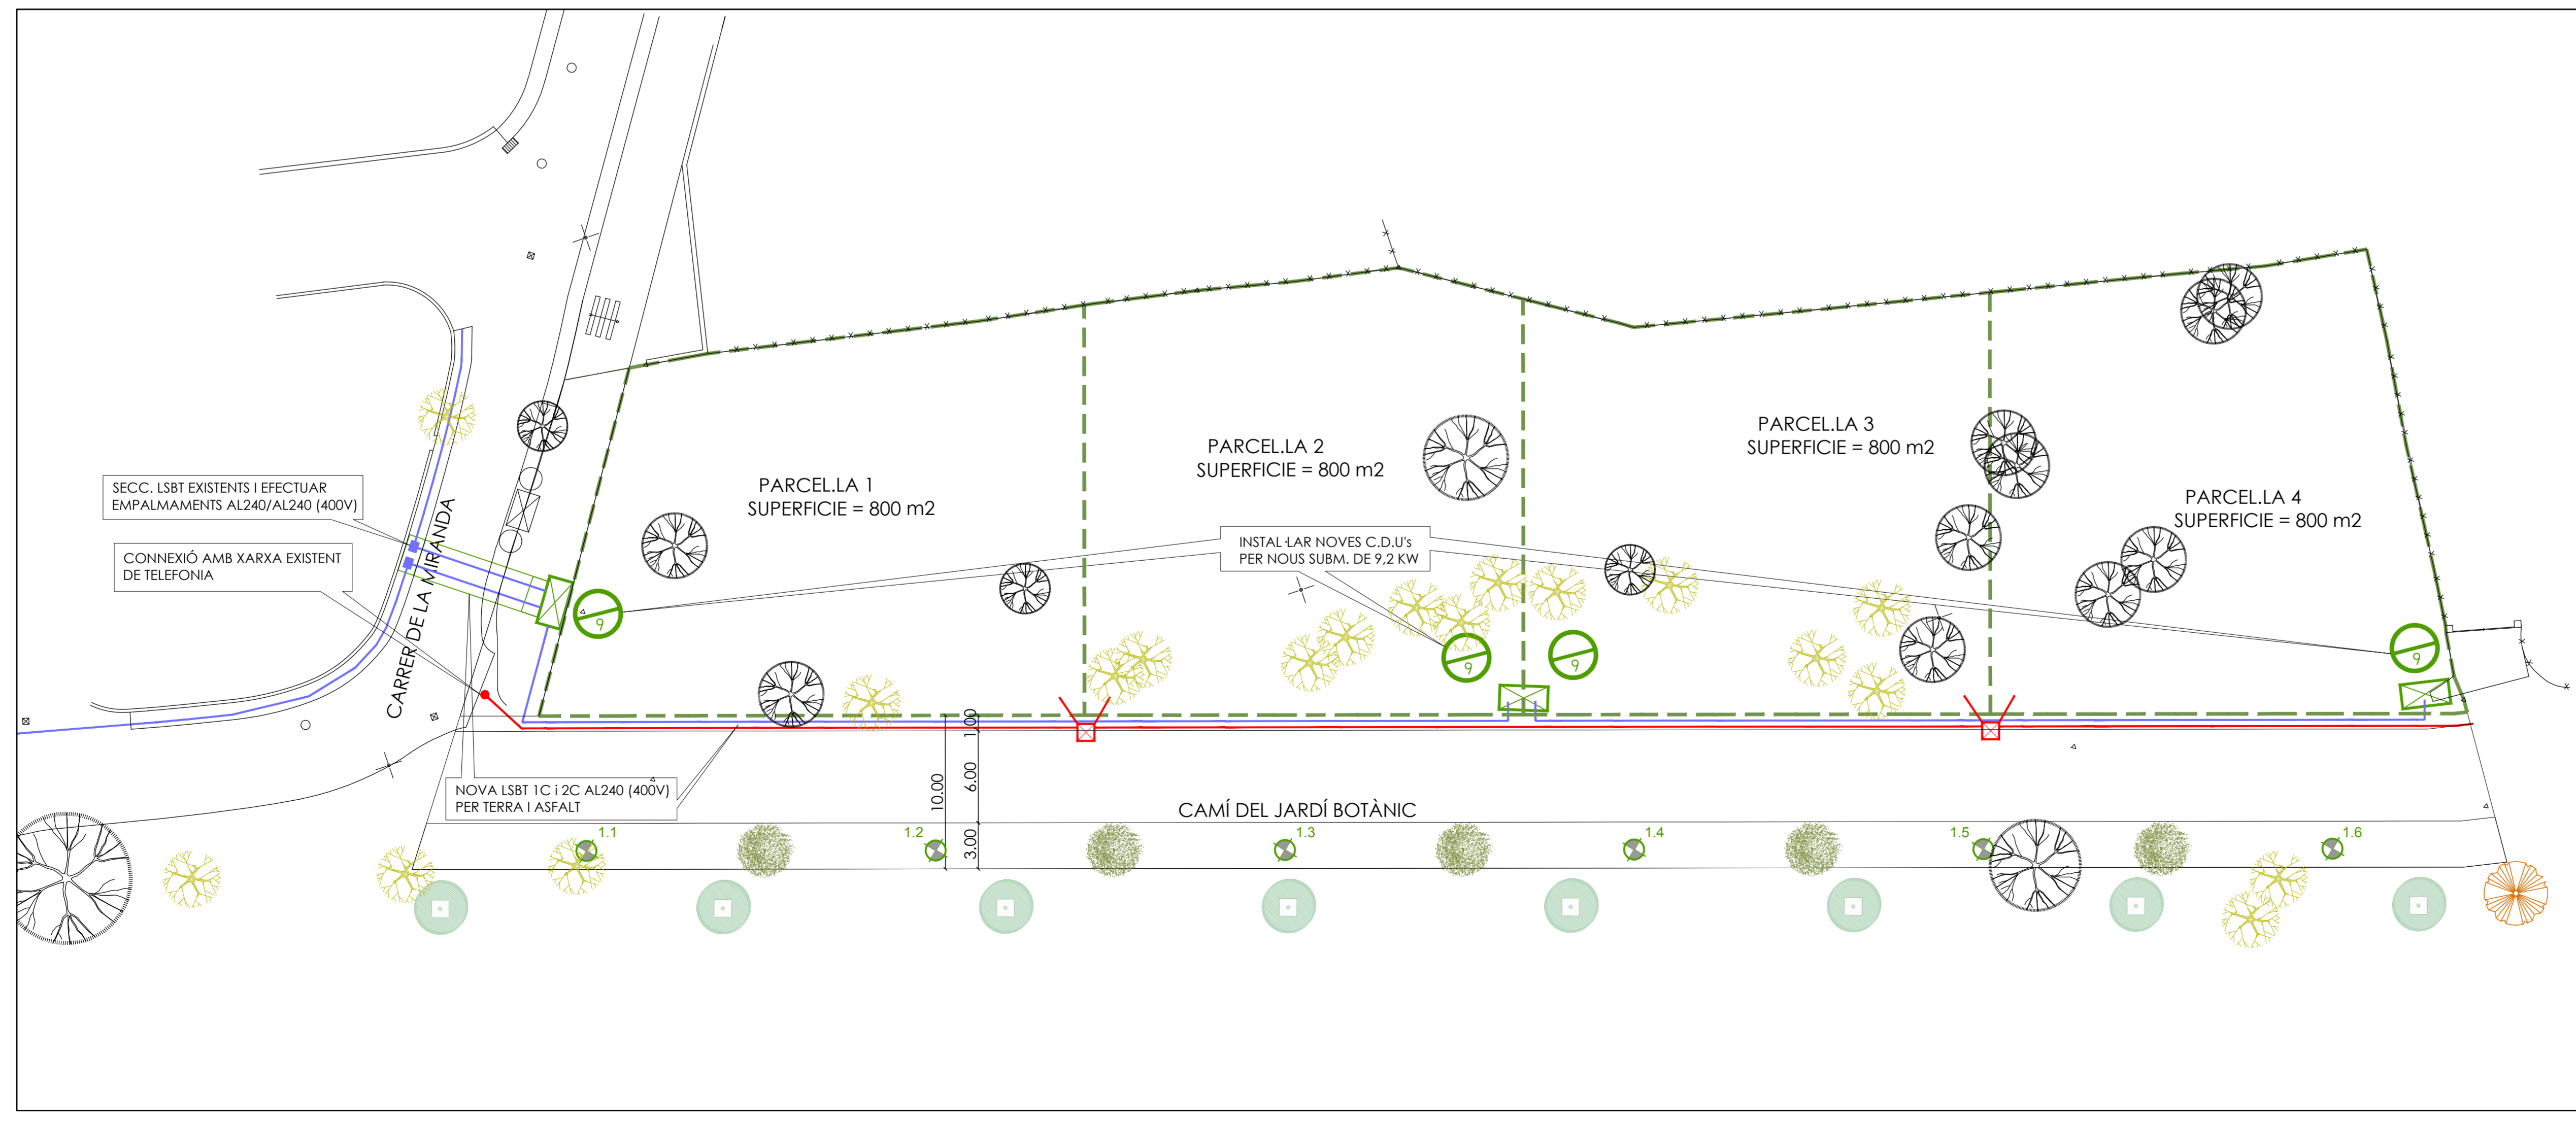 PARCEL.LA 3
SUPERFICIE = 800 m2
PARCEL.LA 2
SUPERFICIE = 800 m2
PARCEL.LA 1
SUPERFICIE = 800 m2
PARCEL.LA 4
SUPERFICIE = 800 m2
SECC. LSBT EXISTENTS I EFECTUAR
EMPALMAMENTS AL240/AL240 (400V)
CONNEXIÓ AMB XARXA EXISTENT
DE TELEFONIA
CARRER DE LA MIRANDA
INSTAL·LAR NOVES C.D.U's
PER NOUS SUBM. DE 9,2 KW
9
9
9
9
NOVA LSBT 1C i 2C AL240 (400V)
PER TERRA I ASFALT
1.00
6.00
10.00
3.00
CAMÍ DEL JARDÍ BOTÀNIC
1.1
1.2
1.3
1.4
1.5
1.6